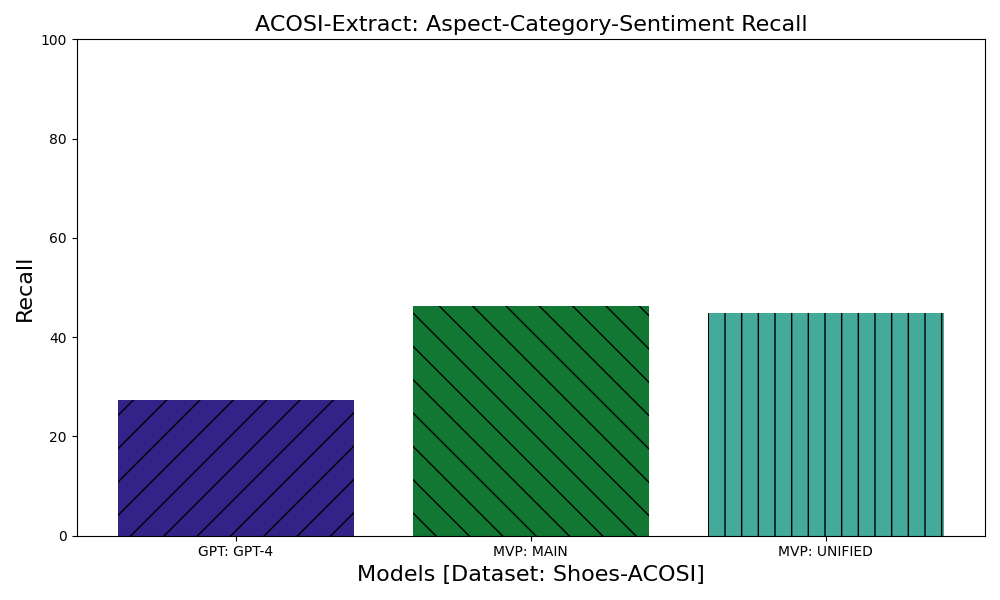 ACOSI-Extract: Aspect-Category-Sentiment Recall
100
80
60
40
20
0
Recall
GPT: GPT-4
MVP: MAIN
MVP: UNIFIED
Models [Dataset: Shoes-ACOSI]